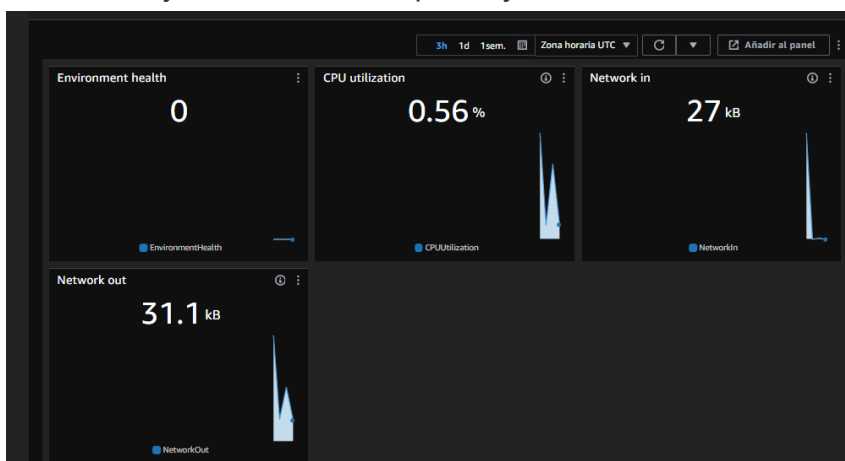 3h 1d 1sem. Zona horaria UTC Añadir al panel
Environment health
0
EnvironmentHealth
CPU utilization
0.56 %
CPUUtilization
Network in
27 kB
NetworkIn
Network out
31.1 kB
NetworkOut